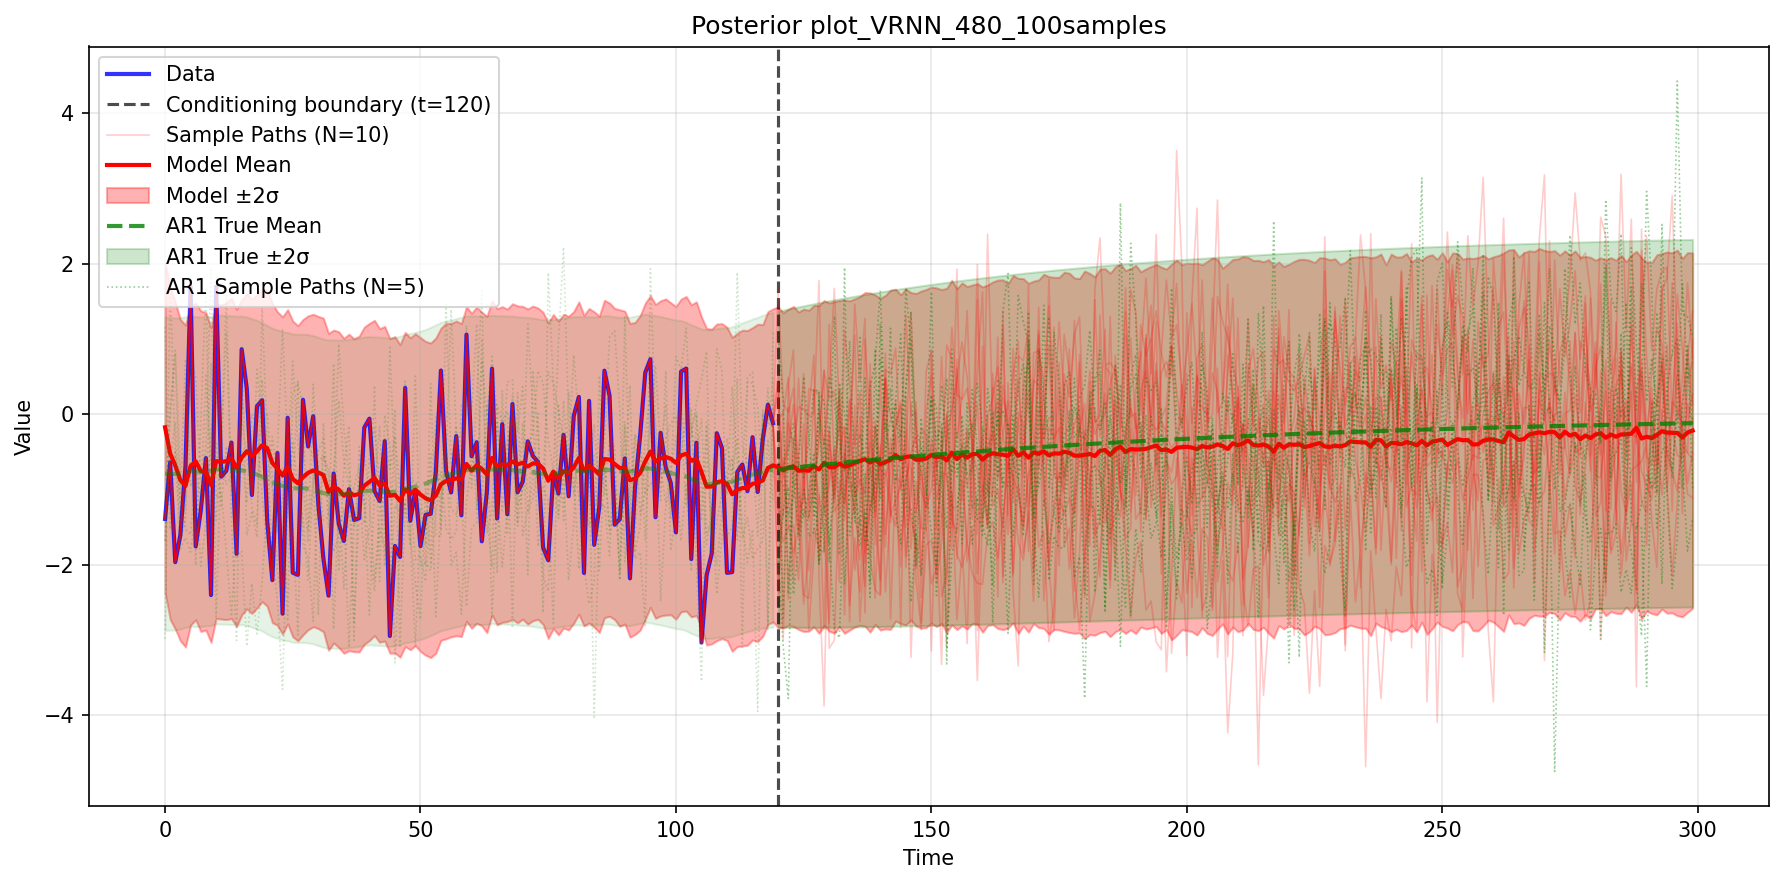 Posterior plot_VRNN_480_100samples
Data
Conditioning boundary (t=120)
Sample Paths (N=10)
Model Mean
Model ±2σ
AR1 True Mean
AR1 True ±2σ
AR1 Sample Paths (N=5)
Value
4
2
0
−2
−4
0 50 100 150 200 250 300
Time